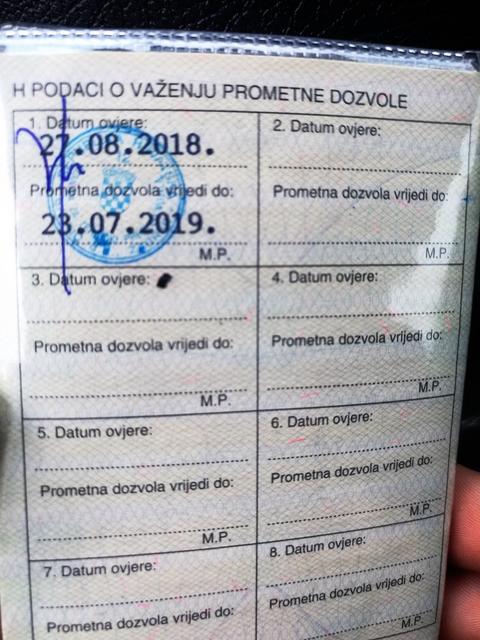 H PODACI O VAŽENJU PROMETNE DOZVOLE
1. Datum ovjere:
27.08.2018.
Prometna dozvola vrijedi do:
23.07.2019.
M.P.
2. Datum ovjere:
Prometna dozvola vrijedi do:
M.P.
3. Datum ovjere:
Prometna dozvola vrijedi do:
M.P.
4. Datum ovjere:
Prometna dozvola vrijedi do:
M.P.
5. Datum ovjere:
Prometna dozvola vrijedi do:
M.P.
6. Datum ovjere:
Prometna dozvola vrijedi do:
M.P.
7. Datum ovjere:
Prometna dozvola vrijedi do:
8. Datum ovjere:
Prometna dozvola vrijedi do:
M.P.